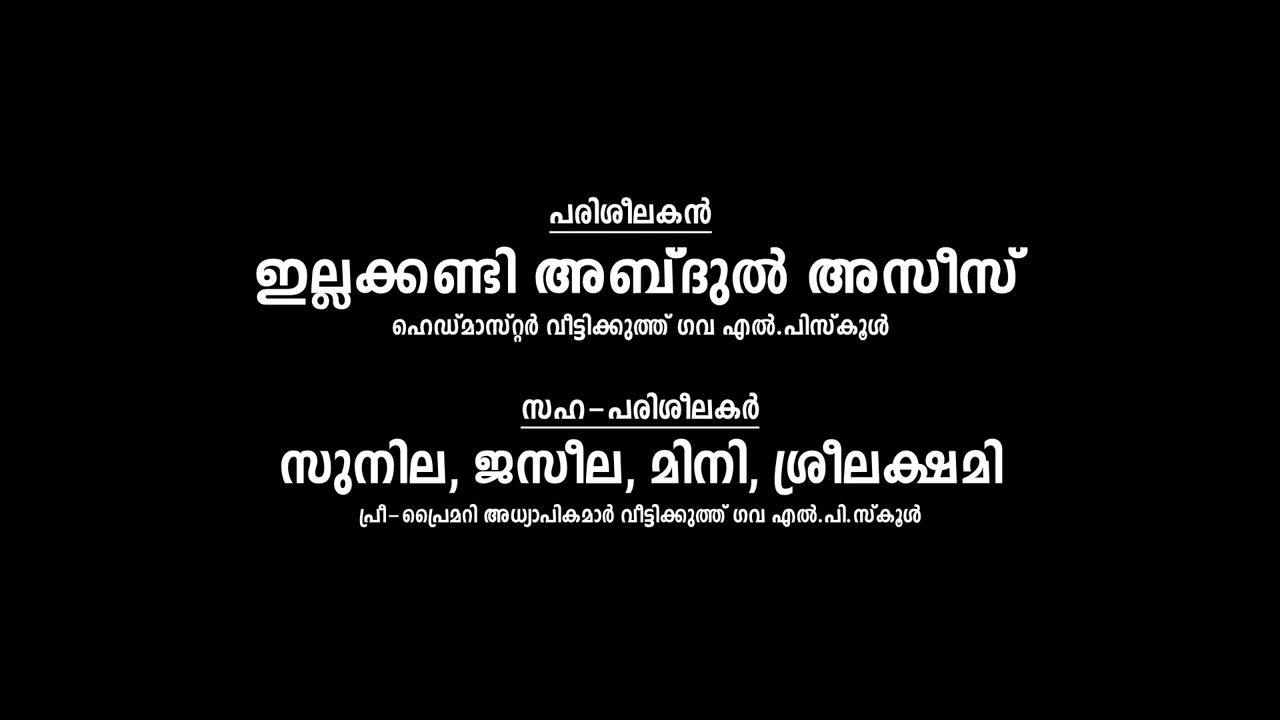 പരിശീലകൻ
ഇല്ലക്കണ്ടി അബ്ദുൽ അസീസ്
ഹെഡ്മാസ്റ്റർ വീട്ടിക്കുത്ത് ഗവ എൽ.പിസ്കൂൾ
സഹ-പരിശീലകർ
സുനില, ജസീല, മിനി, ശ്രീലക്ഷമി
പ്രീ-പ്രൈമറി അധ്യാപികമാർ വീട്ടിക്കുത്ത് ഗവ എൽ.പി.സ്കൂൾ